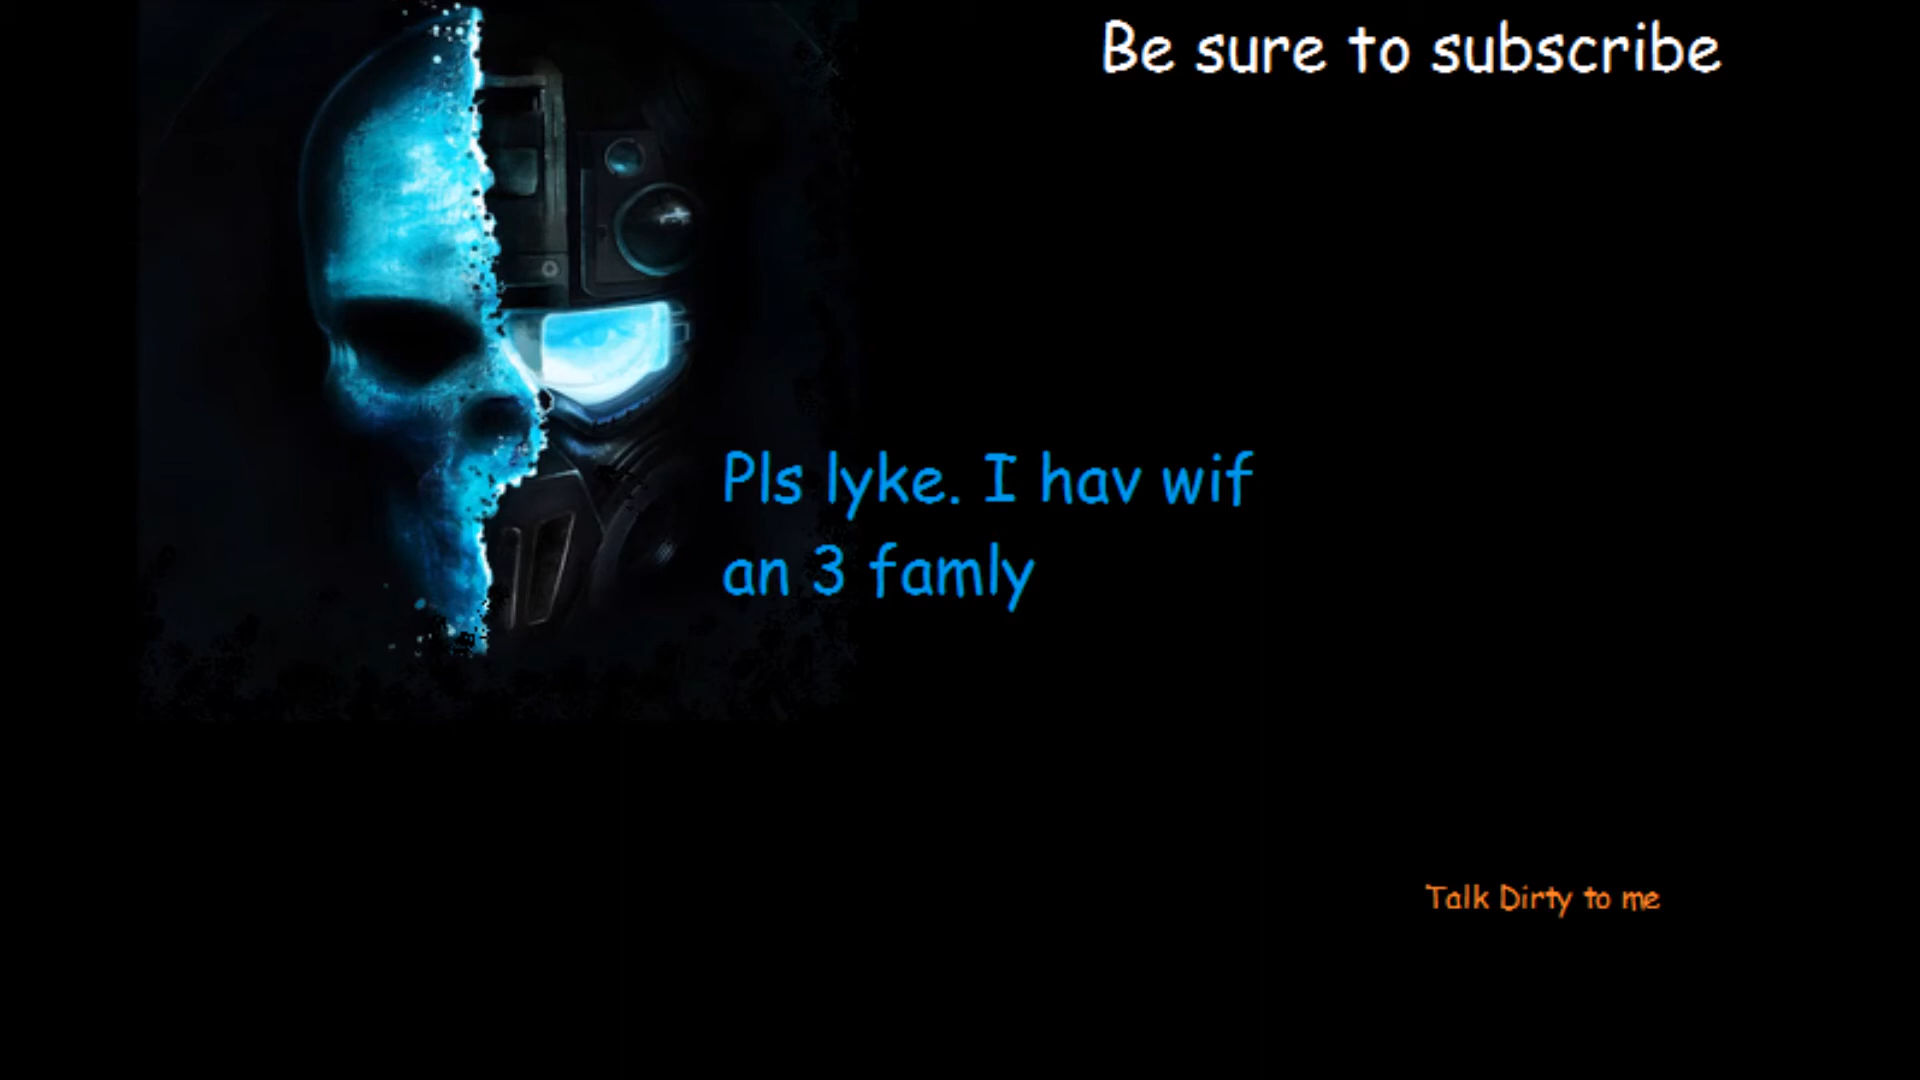 Be sure to subscribe
Pls lyke. I hav wif
an 3 famly
Talk Dirty to me